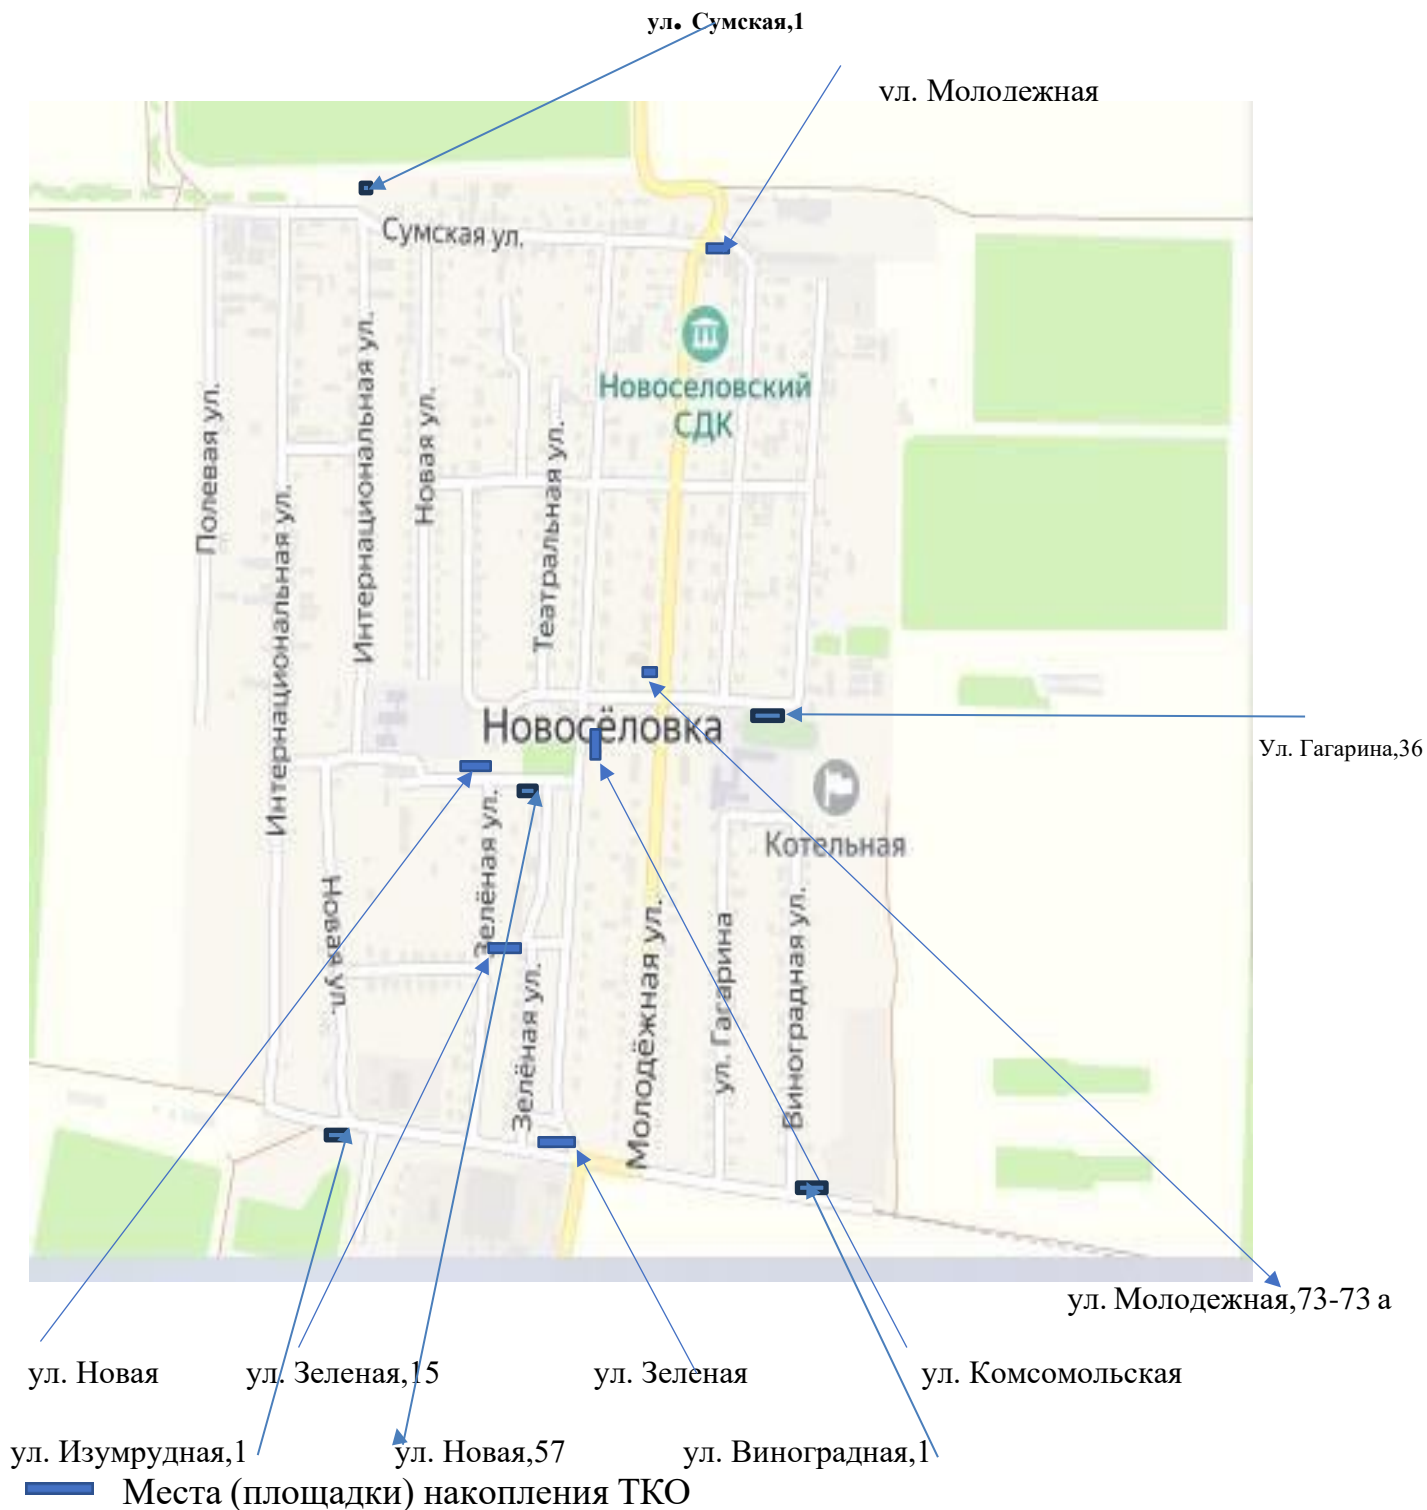 ул. Сумская,1
ул. Молодежная
Сумская ул.
Новоселовский
СДК
Полевая ул.
Интернациональная ул.
Интернациональная ул.
Новая ул.
Театральная ул.
Новосёловка
Ул. Гагарина,36
Котельная
Новая ул.
Зелёная ул.
Зелёная ул.
Молодёжная ул.
ул. Гагарина
Виноградная ул.
ул. Молодежная,73-73 а
ул. Новая
ул. Зеленая,15
ул. Зеленая
ул. Комсомольская
ул. Изумрудная,1
ул. Новая,57
ул. Виноградная,1
Места (площадки) накопления ТКО